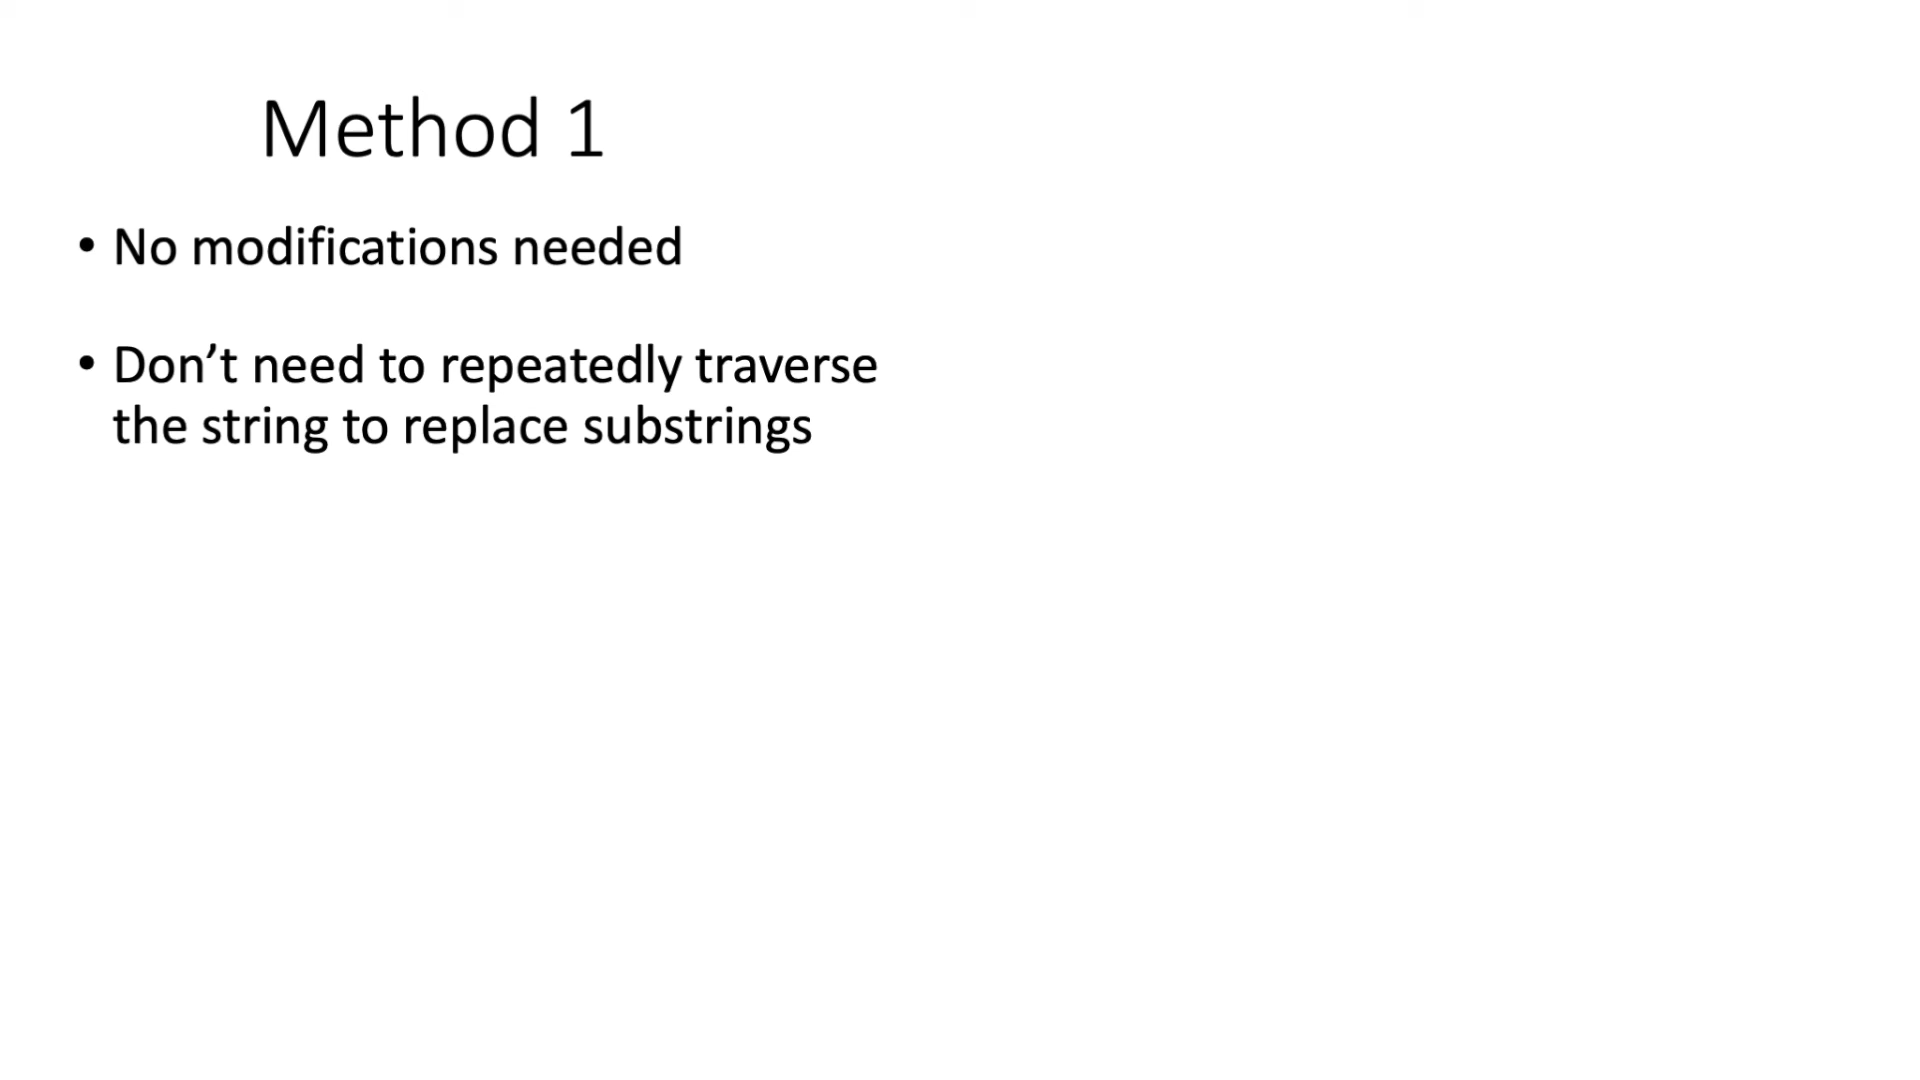 Method 1
• No modifications needed
• Don’t need to repeatedly traverse
the string to replace substrings